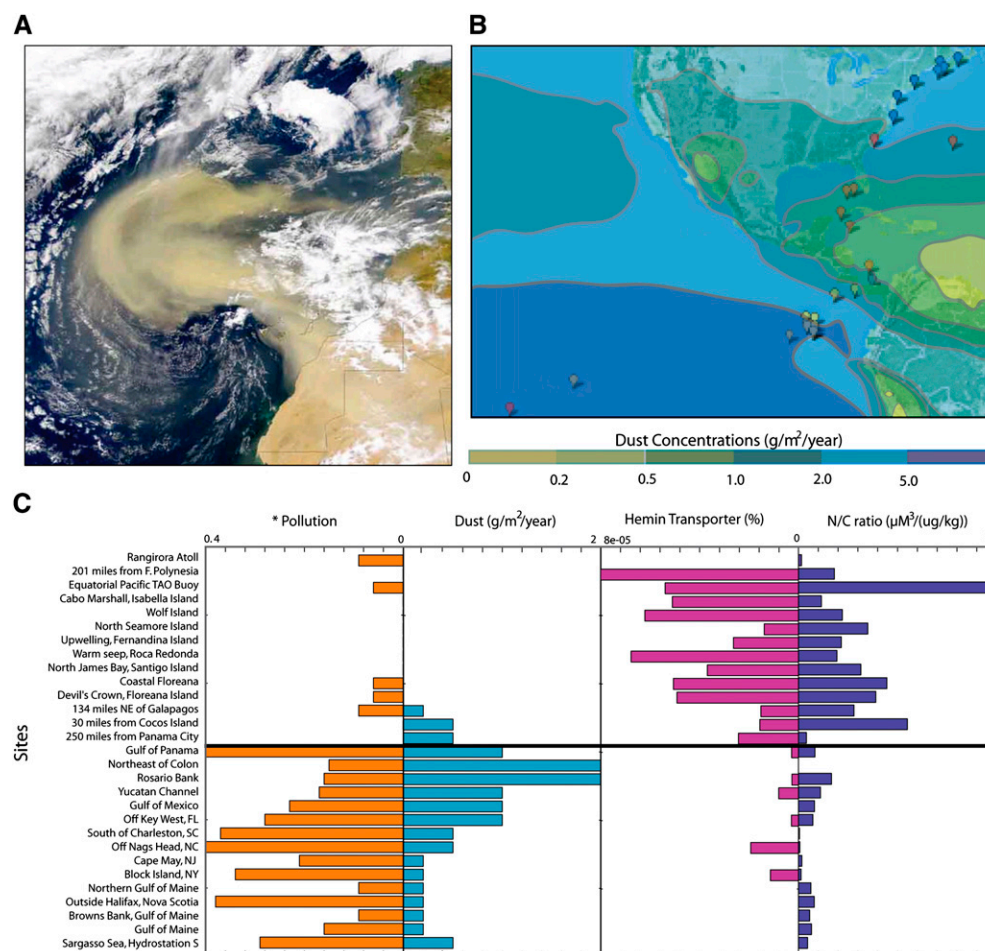 A
B
Dust Concentrations (g/m²/year)
0 0.2 0.5 1.0 2.0 5.0
C
* Pollution Dust (g/m²/year) Hemin Transporter (%) N/C ratio (µM³/(ug/kg))
0.4 0 2 8e-05 0
Sites
Rangirora Atoll
201 miles from F. Polynesia
Equatorial Pacific TAO Buoy
Cabo Marshall, Isabella Island
Wolf Island
North Seamore Island
Upwelling, Fernandina Island
Warm seep, Roca Redonda
North James Bay, Santigo Island
Coastal Floreana
Devil's Crown, Floreana Island
134 miles NE of Galapagos
30 miles from Cocos Island
250 miles from Panama City
Gulf of Panama
Northeast of Colon
Rosario Bank
Yucatan Channel
Gulf of Mexico
Off Key West, FL
South of Charleston, SC
Off Nags Head, NC
Cape May, NJ
Block Island, NY
Northern Gulf of Maine
Outside Halifax, Nova Scotia
Browns Bank, Gulf of Maine
Gulf of Maine
Sargasso Sea, Hydrostation S